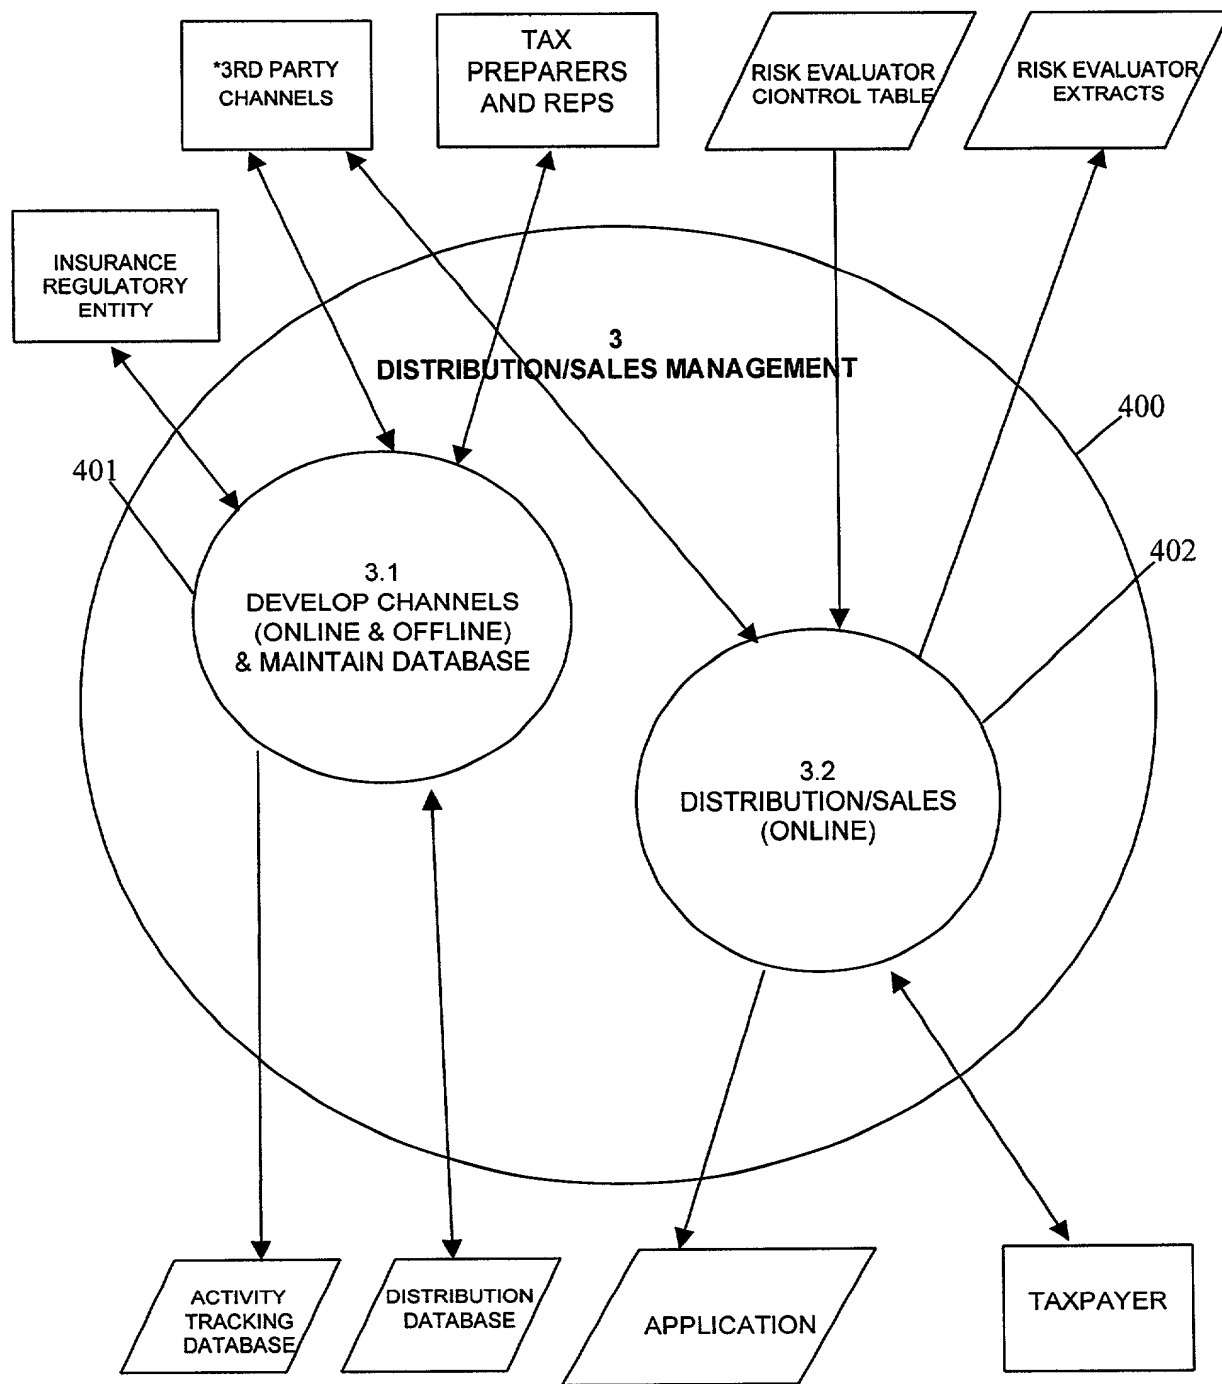 *3RD PARTY
CHANNELS
TAX
PREPARERS
AND REPS
RISK EVALUATOR
CIONTROL TABLE
RISK EVALUATOR
EXTRACTS
INSURANCE
REGULATORY
ENTITY
3
DISTRIBUTION/SALES MANAGEMENT
400
401
402
3.1
DEVELOP CHANNELS
(ONLINE & OFFLINE)
& MAINTAIN DATABASE
3.2
DISTRIBUTION/SALES
(ONLINE)
ACTIVITY
TRACKING
DATABASE
DISTRIBUTION
DATABASE
APPLICATION
TAXPAYER